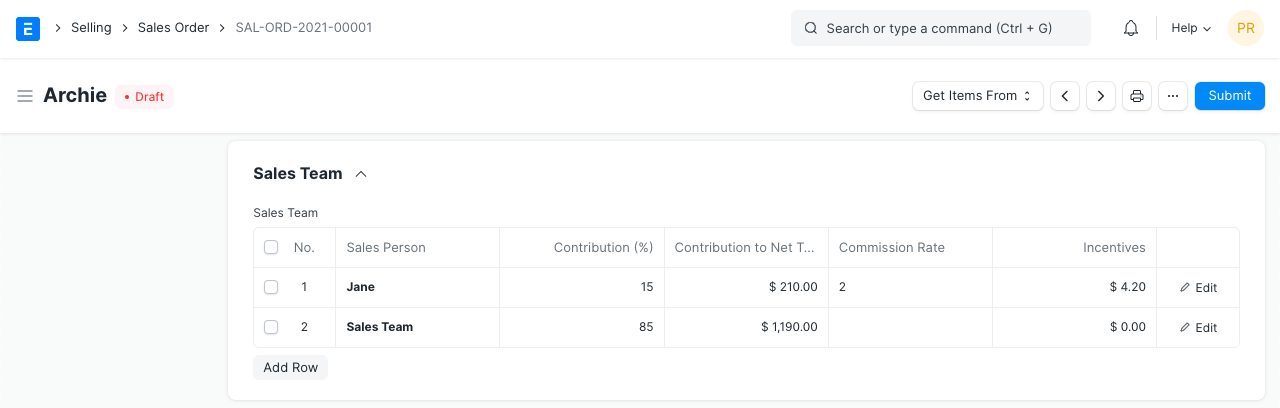 E Selling Sales Order SAL-ORD-2021-00001 Search or type a command (Ctrl + G) Help PR
Archie • Draft Get Items From ... Submit
Sales Team
Sales Team
No. Sales Person Contribution (%) Contribution to Net T... Commission Rate Incentives
1 Jane 15 $ 210.00 2 $ 4.20 Edit
2 Sales Team 85 $ 1,190.00 $ 0.00 Edit
Add Row